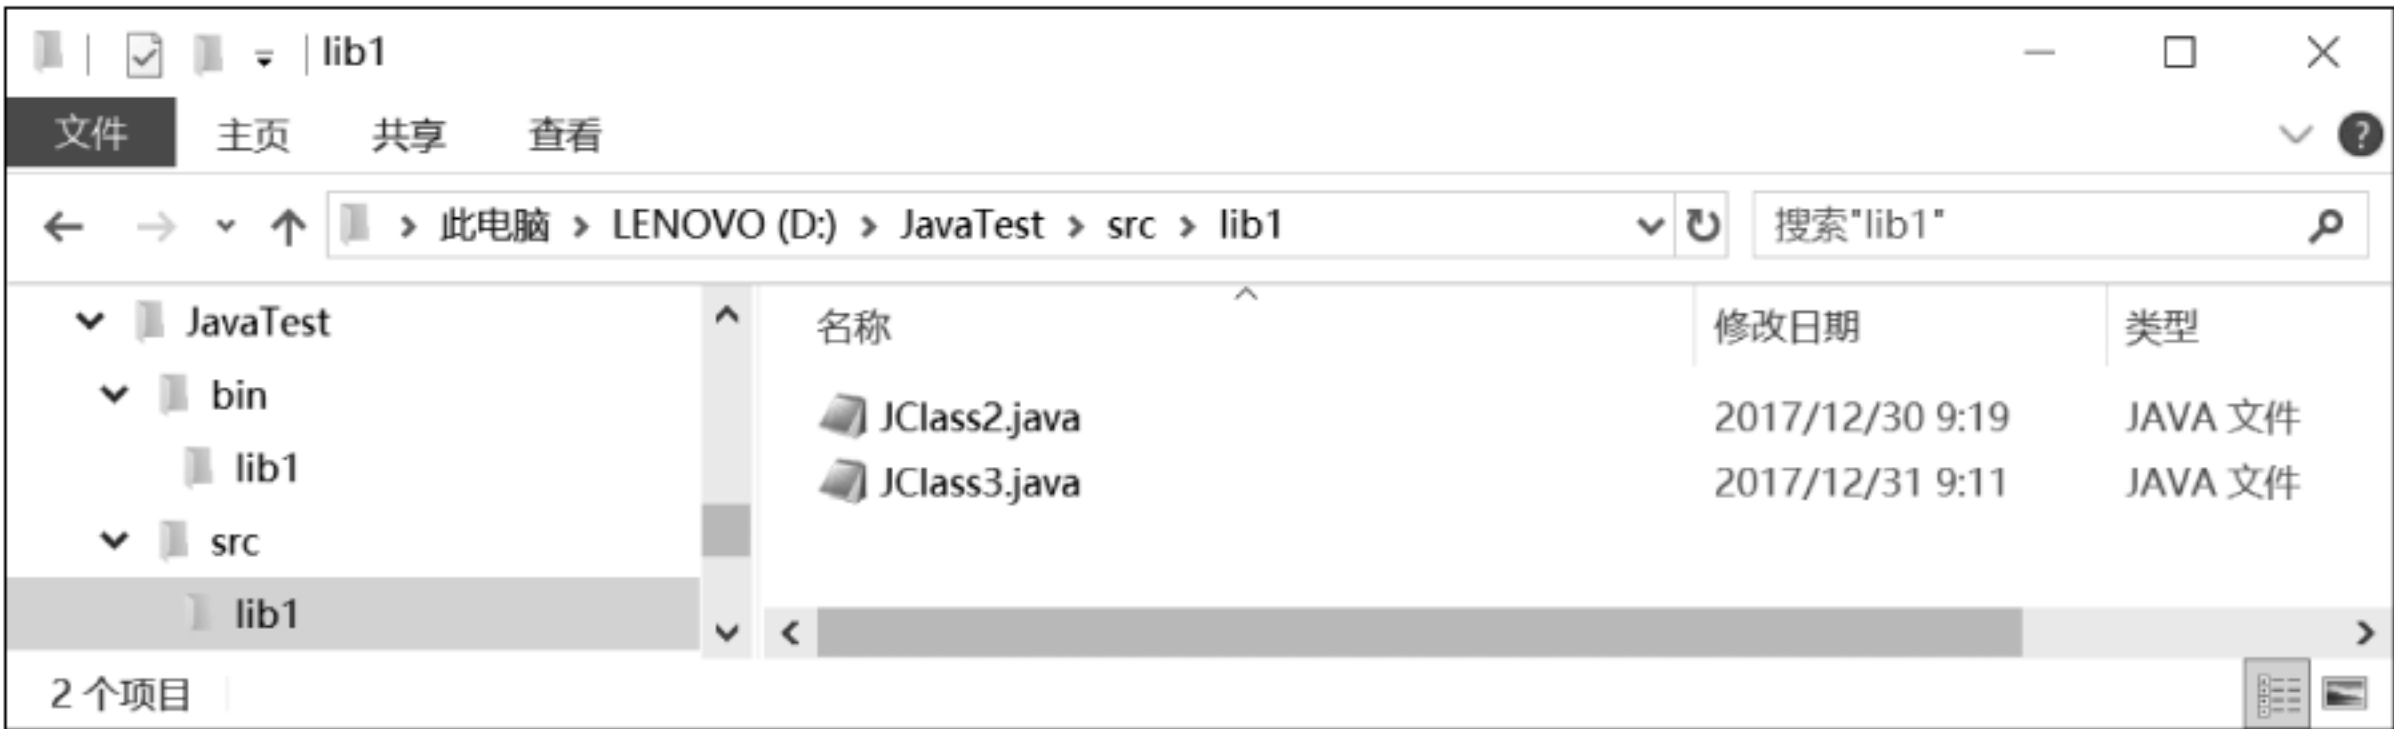 lib1
文件 主页 共享 查看
此电脑 > LENOVO (D:) > JavaTest > src > lib1 搜索"lib1"
JavaTest 名称 修改日期 类型
bin JClass2.java 2017/12/30 9:19 JAVA 文件
lib1 JClass3.java 2017/12/31 9:11 JAVA 文件
src
lib1
2 个项目